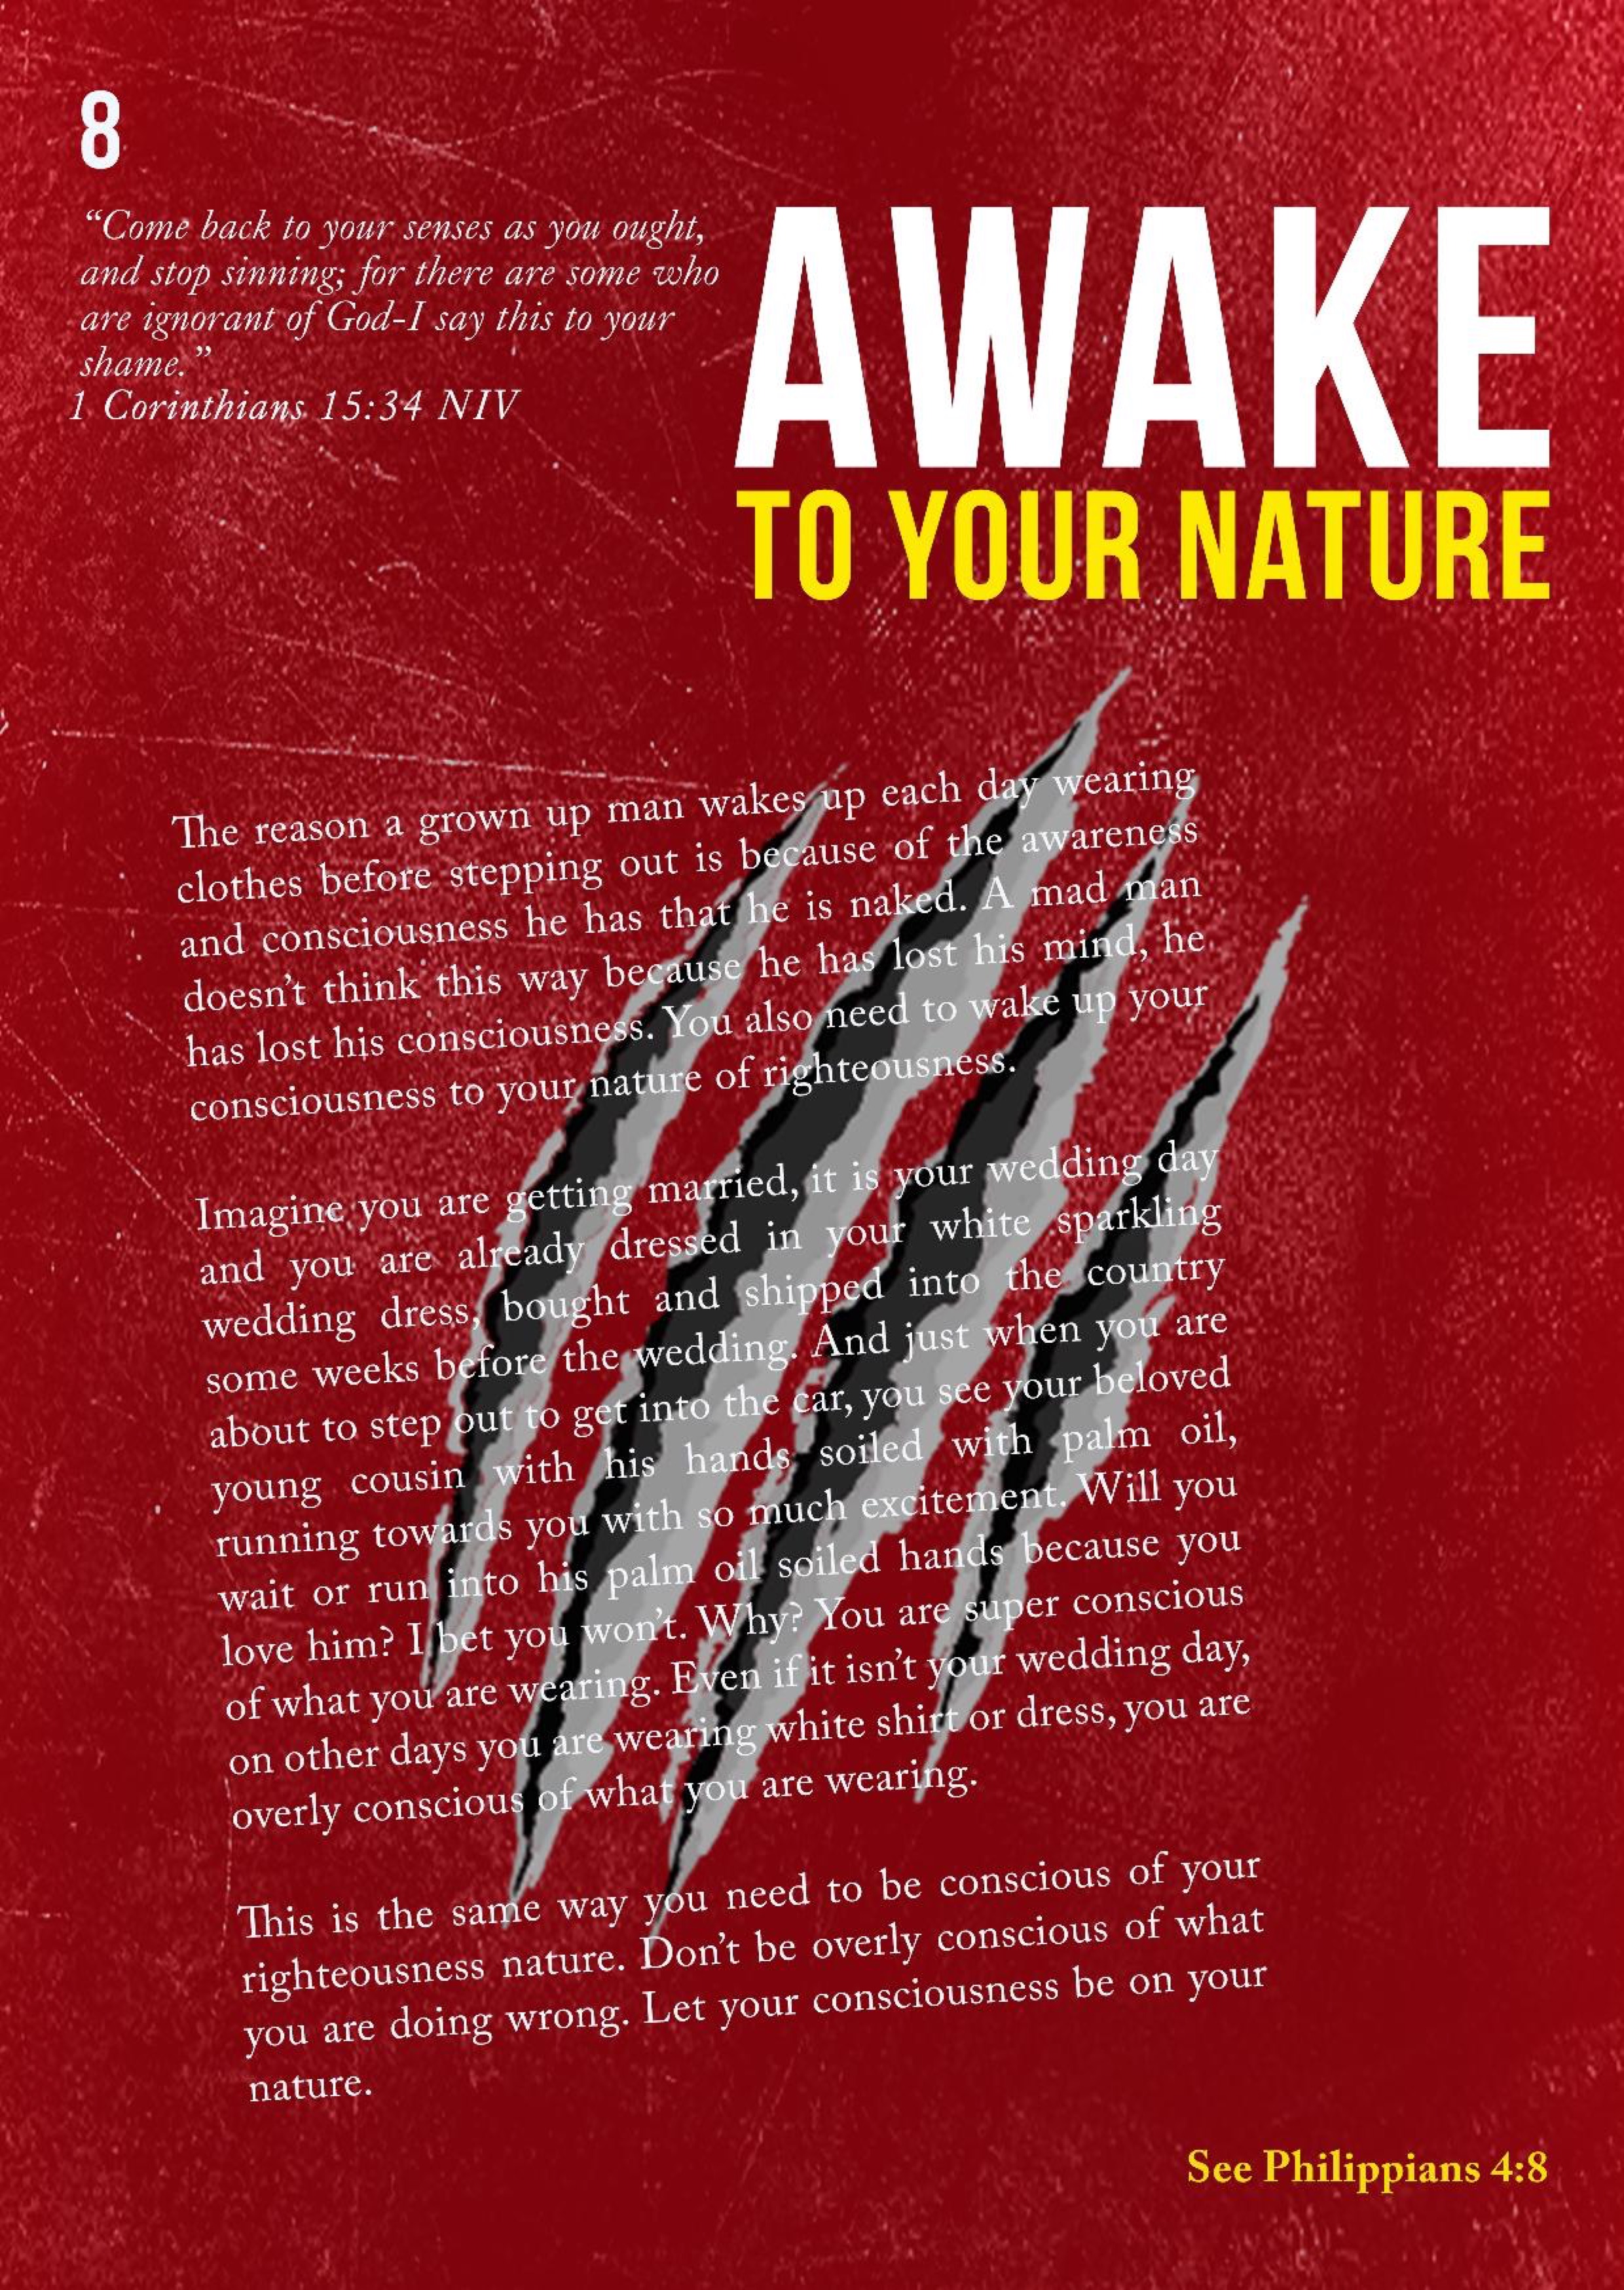 8
“Come back to your senses as you ought,
and stop sinning; for there are some who
are ignorant of God-I say this to your
shame.”
1 Corinthians 15:34 NIV
AWAKE
TO YOUR NATURE
The reason a grown up man wakes up each day wearing
clothes before stepping out is because of the awareness
and consciousness he has that he is naked. A mad man
doesn’t think this way because he has lost his mind, he
has lost his consciousness. You also need to wake up your
consciousness to your nature of righteousness.
Imagine you are getting married, it is your wedding day
and you are already dressed in your white sparkling
wedding dress, bought and shipped into the country
some weeks before the wedding. And just when you are
about to step out to get into the car, you see your beloved
young cousin with his hands soiled with palm oil,
running towards you with so much excitement. Will you
wait or run into his palm oil soiled hands because you
love him? I bet you won’t. Why? You are super conscious
of what you are wearing. Even if it isn’t your wedding day,
on other days you are wearing white shirt or dress, you are
overly conscious of what you are wearing.
This is the same way you need to be conscious of your
righteousness nature. Don’t be overly conscious of what
you are doing wrong. Let your consciousness be on your
nature.
See Philippians 4:8